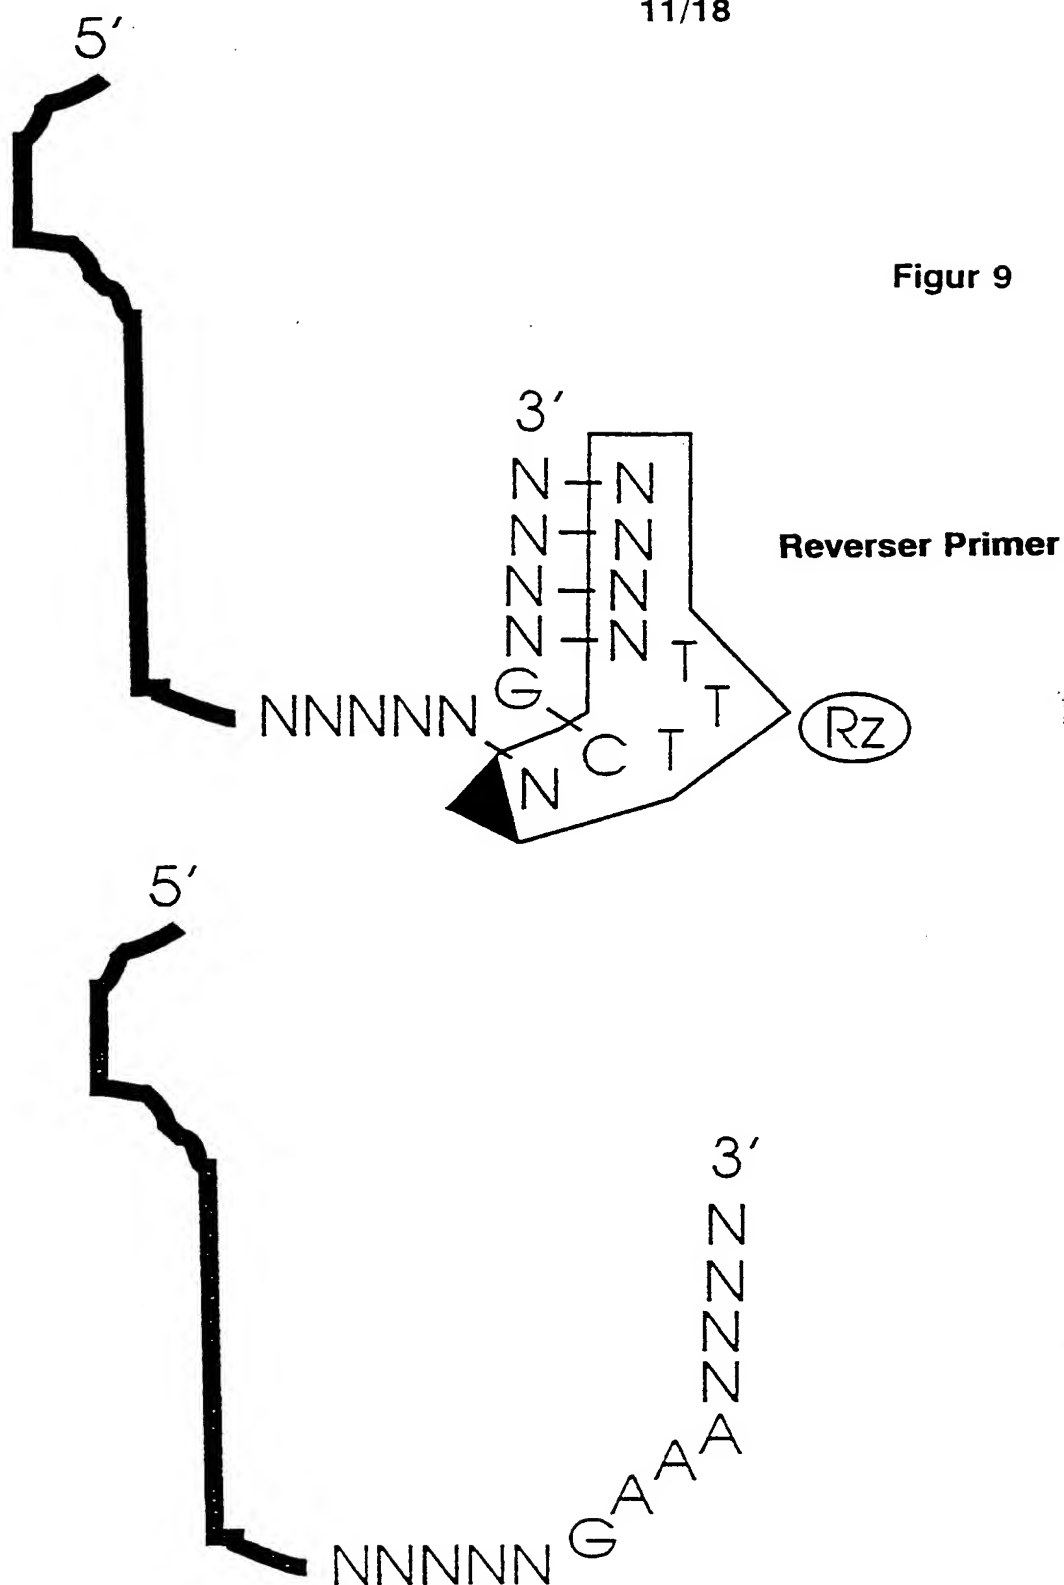 11/18
5'
Figur 9
3'
N N
N N
Reverser Primer
N N
N N T
G T
NNNNN Rz
C T
N
5'
3'
N
N
N
N
A
A
A
G
NNNNN